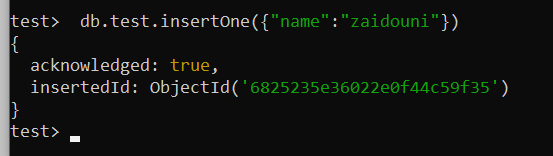 test>  db.test.insertOne({"name":"zaidouni"})
{
  acknowledged: true,
  insertedId: ObjectId('6825235e36022e0f44c59f35')
}
test>